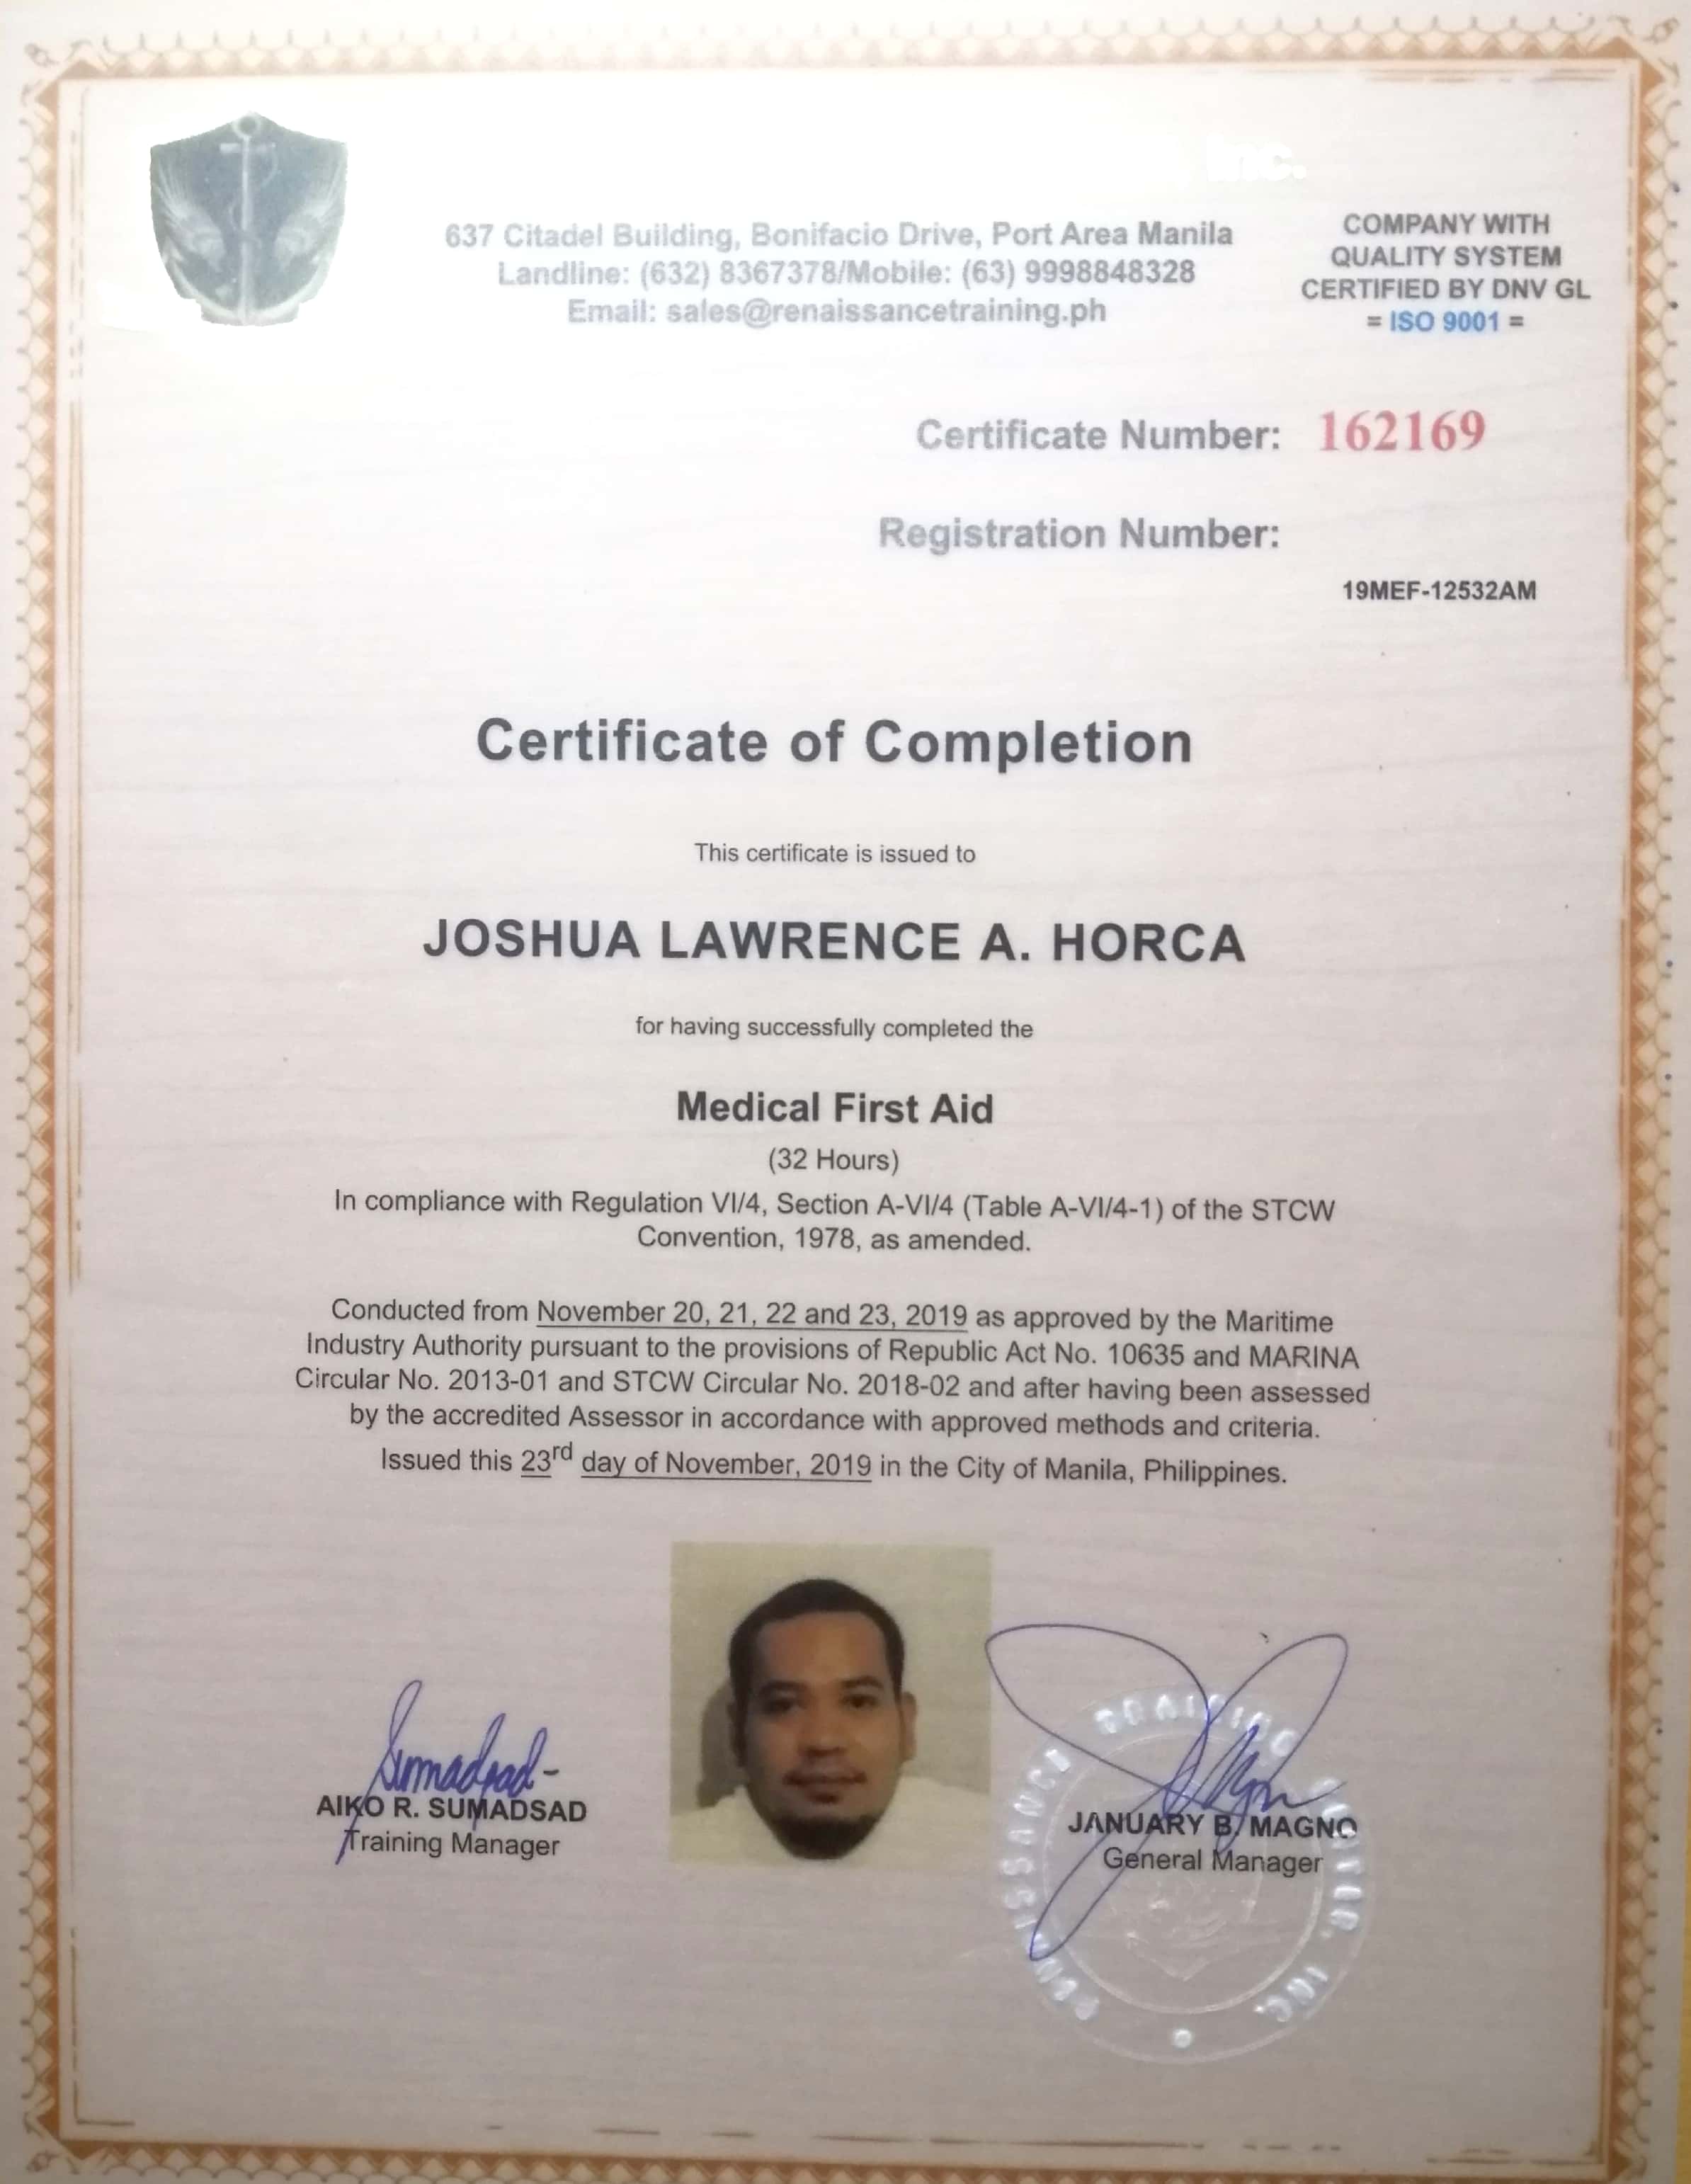 Inc.
637 Citadel Building, Bonifacio Drive, Port Area Manila
Landline: (632) 8367378/Mobile: (63) 9998848328
Email: sales@renaissancetraining.ph
COMPANY WITH
QUALITY SYSTEM
CERTIFIED BY DNV GL
= ISO 9001 =
Certificate Number: 162169
Registration Number:
19MEF-12532AM
Certificate of Completion
This certificate is issued to
JOSHUA LAWRENCE A. HORCA
for having successfully completed the
Medical First Aid
(32 Hours)
In compliance with Regulation VI/4, Section A-VI/4 (Table A-VI/4-1) of the STCW
Convention, 1978, as amended.
Conducted from November 20, 21, 22 and 23, 2019 as approved by the Maritime
Industry Authority pursuant to the provisions of Republic Act No. 10635 and MARINA
Circular No. 2013-01 and STCW Circular No. 2018-02 and after having been assessed
by the accredited Assessor in accordance with approved methods and criteria.
Issued this 23rd day of November, 2019 in the City of Manila, Philippines.
Sumadsad
AIKO R. SUMADSAD
Training Manager
JANUARY B. MAGNO
General Manager
INC.